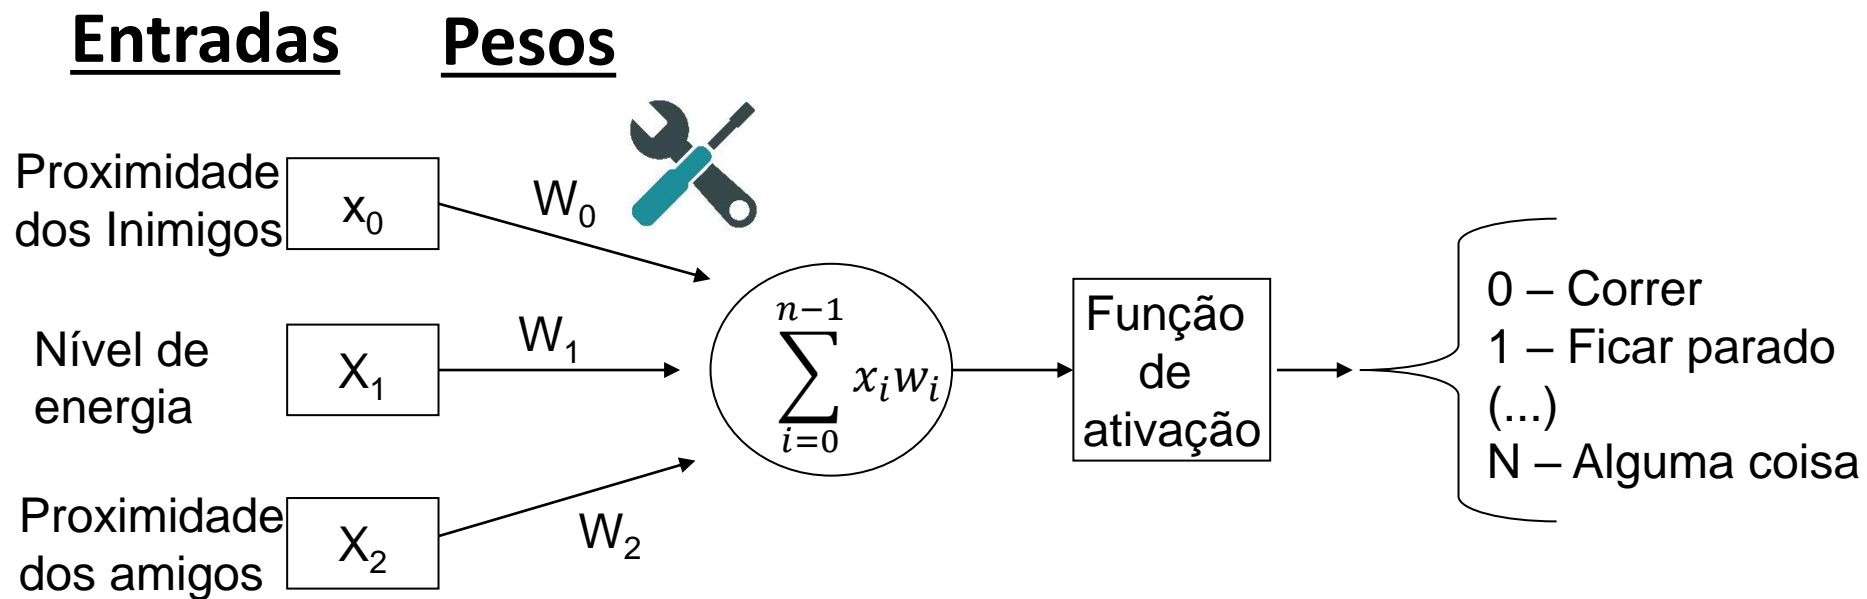 Entradas
Pesos
Proximidade
dos Inimigos
x₀
W₀
Nível de
energia
X₁
W₁
Proximidade
dos amigos
X₂
W₂
n−1
∑ xᵢwᵢ
i=0
Função
de
ativação
0 – Correr
1 – Ficar parado
(...)
N – Alguma coisa